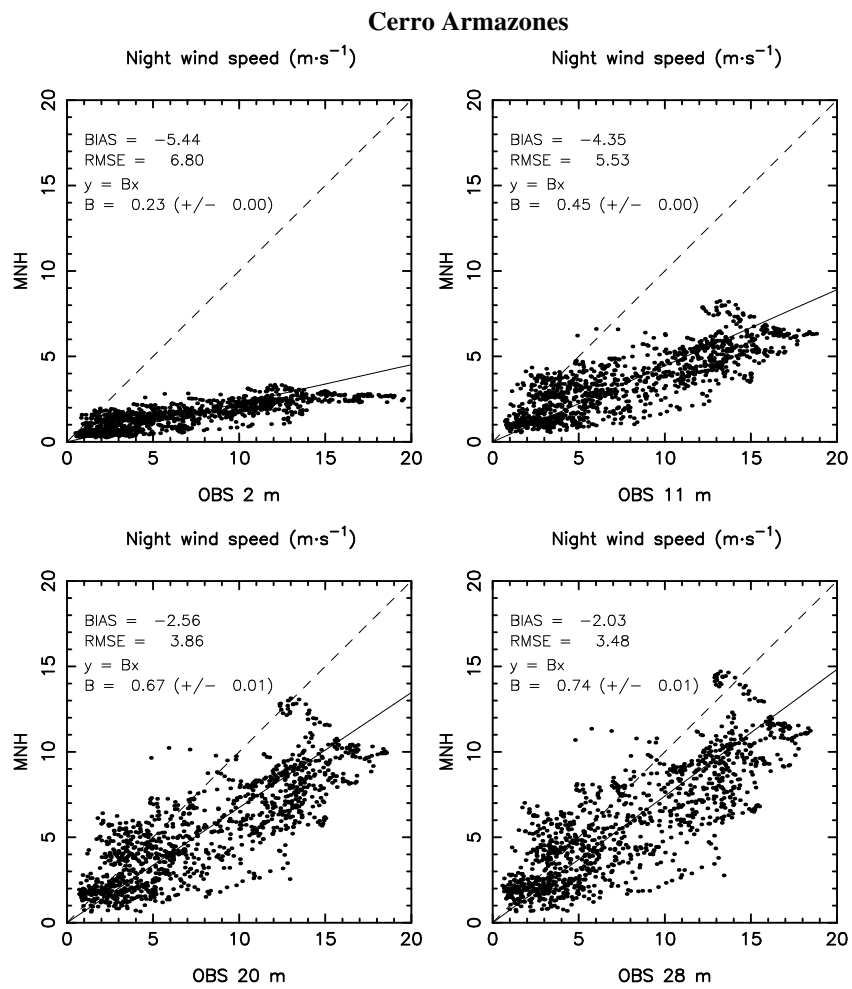 Cerro Armazones
Night wind speed (m·s⁻¹)
BIAS = −5.44
RMSE = 6.80
y = Bx
B = 0.23 (+/− 0.00)
MNH
0 5 10 15 20
0 5 10 15 20
OBS 2 m
Night wind speed (m·s⁻¹)
BIAS = −4.35
RMSE = 5.53
y = Bx
B = 0.45 (+/− 0.00)
MNH
0 5 10 15 20
0 5 10 15 20
OBS 11 m
Night wind speed (m·s⁻¹)
BIAS = −2.56
RMSE = 3.86
y = Bx
B = 0.67 (+/− 0.01)
MNH
0 5 10 15 20
0 5 10 15 20
OBS 20 m
Night wind speed (m·s⁻¹)
BIAS = −2.03
RMSE = 3.48
y = Bx
B = 0.74 (+/− 0.01)
MNH
0 5 10 15 20
0 5 10 15 20
OBS 28 m